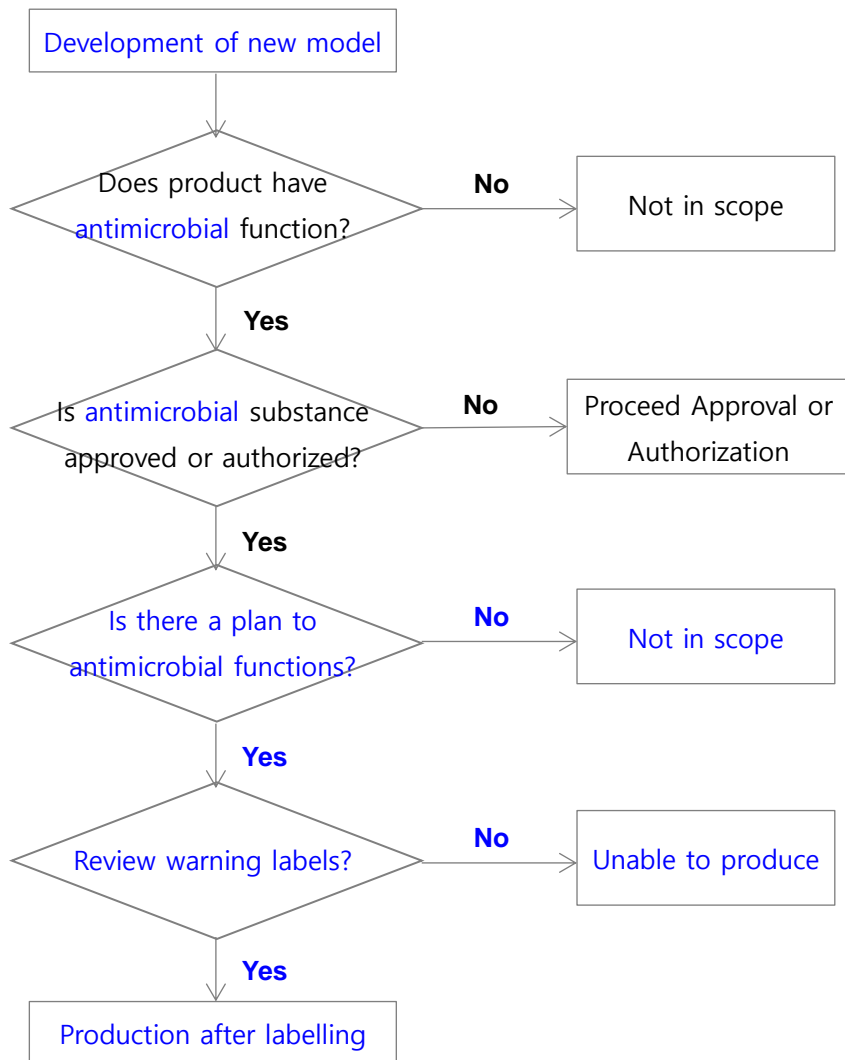 Development of new model
Does product have
antimicrobial function?
No
Not in scope
Yes
Is antimicrobial substance
approved or authorized?
No
Proceed Approval or
Authorization
Yes
Is there a plan to
antimicrobial functions?
No
Not in scope
Yes
Review warning labels?
No
Unable to produce
Yes
Production after labelling